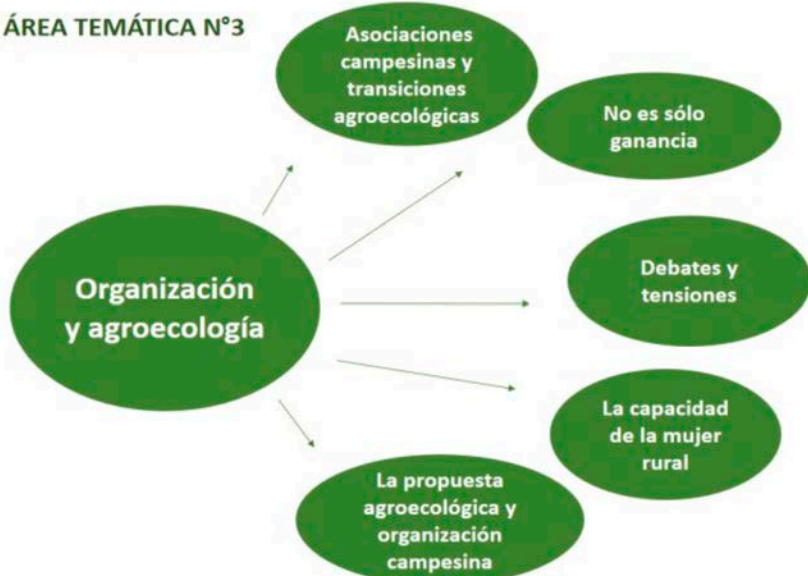 ÁREA TEMÁTICA N°3
Asociaciones
campesinas y
transiciones
agroecológicas
No es sólo
ganancia
Organización
y agroecología
Debates y
tensiones
La capacidad
de la mujer
rural
La propuesta
agroecológica y
organización
campesina